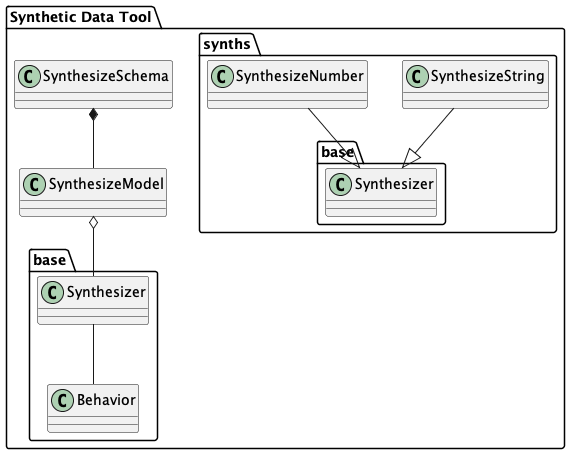 Synthetic Data Tool
synths
C SynthesizeSchema
C SynthesizeNumber
C SynthesizeString
base
C Synthesizer
C SynthesizeModel
base
C Synthesizer
C Behavior